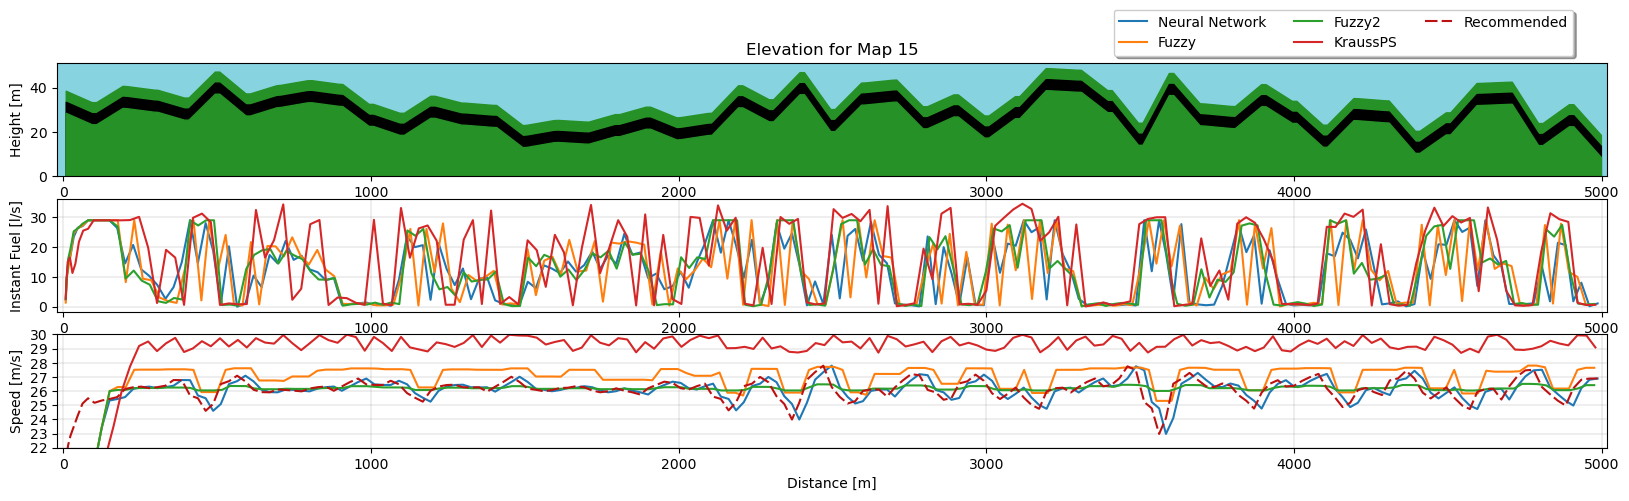 Neural Network
Fuzzy
Fuzzy2
KraussPS
Recommended
Elevation for Map 15
Height [m]
40
20
0
0 1000 2000 3000 4000 5000
Instant Fuel [l/s]
30
20
10
0
0 1000 2000 3000 4000 5000
Speed [m/s]
30
29
28
27
26
25
24
23
22
0 1000 2000 3000 4000 5000
Distance [m]